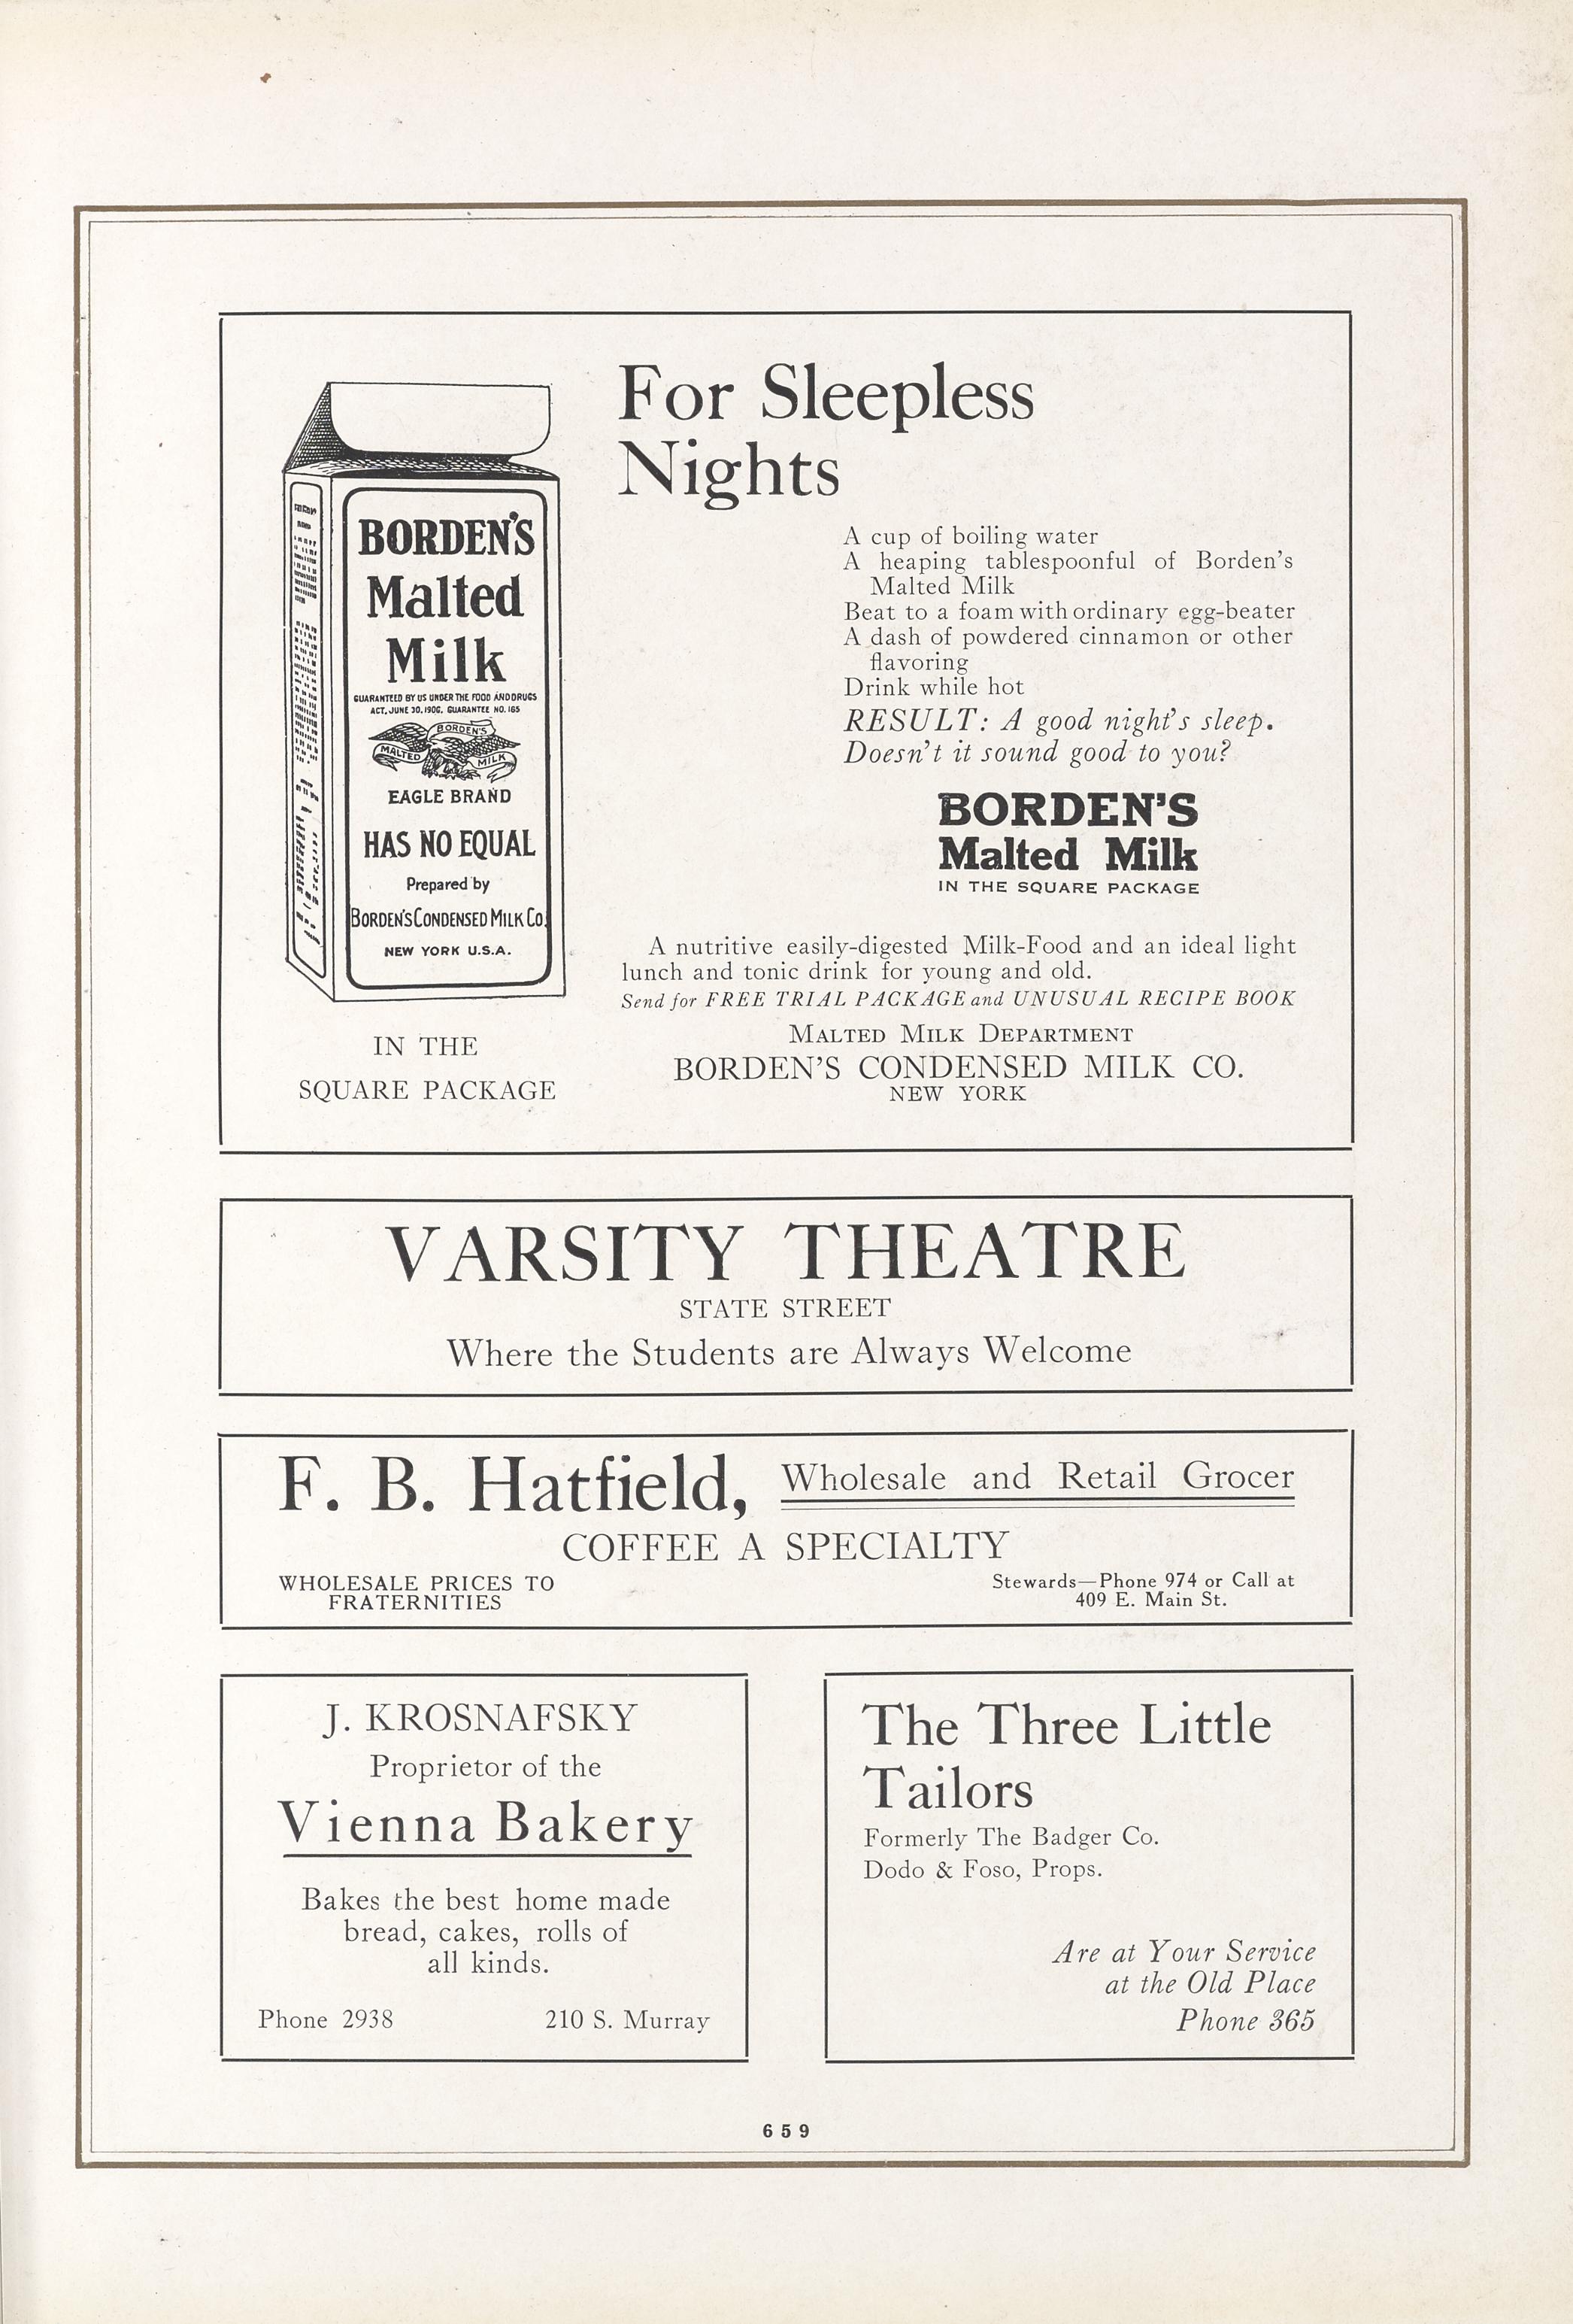 For Sleepless
Nights
BORDEN'S
Malted
Milk
GUARANTEED BY US UNDER THE FOOD AND DRUGS
ACT, JUNE 30, 1906, GUARANTEE NO. 165
BORDEN'S
MALTED
MILK
EAGLE BRAND
HAS NO EQUAL
Prepared by
BORDEN'S CONDENSED MILK Co.
NEW YORK U.S.A.
IN THE
SQUARE PACKAGE
A cup of boiling water
A heaping tablespoonful of Borden's
Malted Milk
Beat to a foam with ordinary egg-beater
A dash of powdered cinnamon or other
flavoring
Drink while hot
RESULT: A good night's sleep.
Doesn't it sound good to you?
BORDEN'S
Malted Milk
IN THE SQUARE PACKAGE
A nutritive easily-digested Milk-Food and an ideal light
lunch and tonic drink for young and old.
Send for FREE TRIAL PACKAGE and UNUSUAL RECIPE BOOK
MALTED MILK DEPARTMENT
BORDEN'S CONDENSED MILK CO.
NEW YORK
VARSITY THEATRE
STATE STREET
Where the Students are Always Welcome
F. B. Hatfield, Wholesale and Retail Grocer
COFFEE A SPECIALTY
WHOLESALE PRICES TO
FRATERNITIES
Stewards—Phone 974 or Call at
409 E. Main St.
J. KROSNAFSKY
Proprietor of the
Vienna Bakery
Bakes the best home made
bread, cakes, rolls of
all kinds.
Phone 2938 210 S. Murray
The Three Little
Tailors
Formerly The Badger Co.
Dodo & Foso, Props.
Are at Your Service
at the Old Place
Phone 365
659